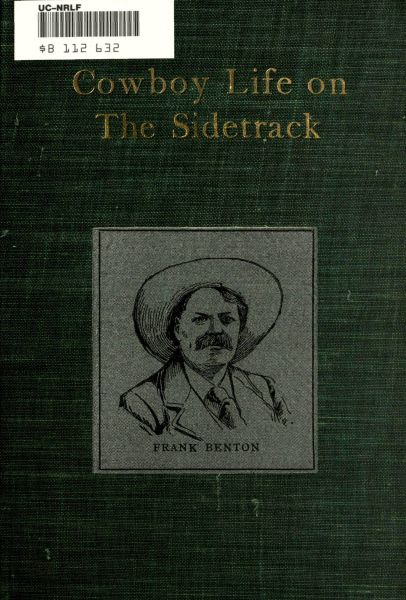 UC-NRLF
$B 112 632
Cowboy Life on
The Sidetrack
FRANK BENTON